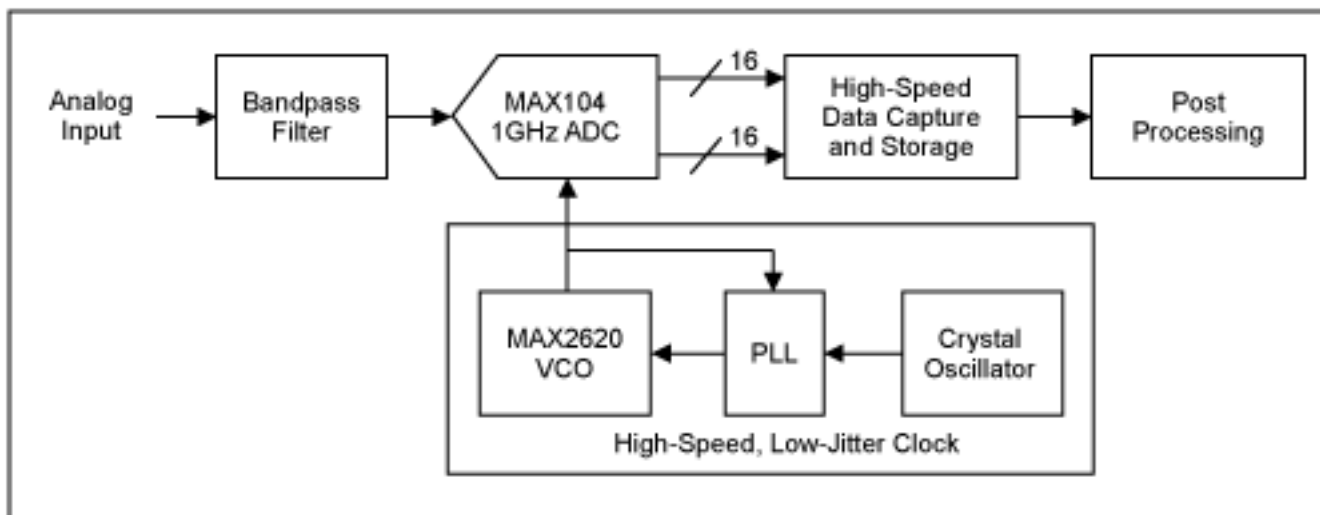 Analog
Input
Bandpass
Filter
MAX104
1GHz ADC
16
16
High-Speed
Data Capture
and Storage
Post
Processing
MAX2620
VCO
PLL
Crystal
Oscillator
High-Speed, Low-Jitter Clock